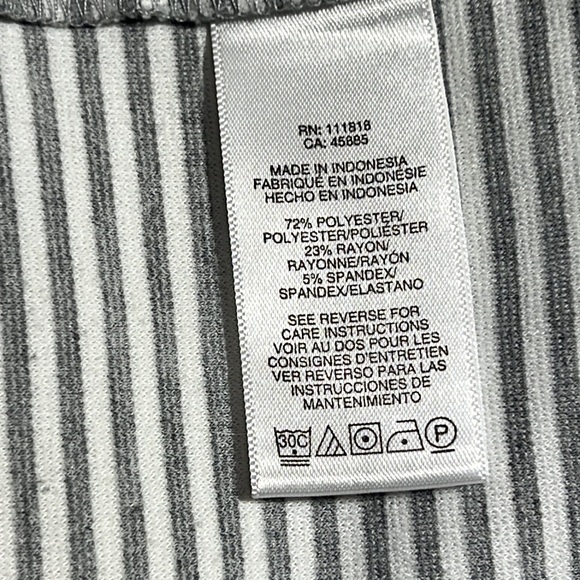 RN: 111818
CA: 45885
MADE IN INDONESIA
FABRIQUÉ EN INDONÉSIE
HECHO EN INDONESIA
72% POLYESTER/
POLYESTER/POLIÉSTER
23% RAYON/
RAYONNE/RAYÓN
5% SPANDEX/
SPANDEX/ELASTANO
SEE REVERSE FOR
CARE INSTRUCTIONS
VOIR AU DOS POUR LES
CONSIGNES D'ENTRETIEN
VER REVERSO PARA LAS
INSTRUCCIONES DE
MANTENIMIENTO
30C P